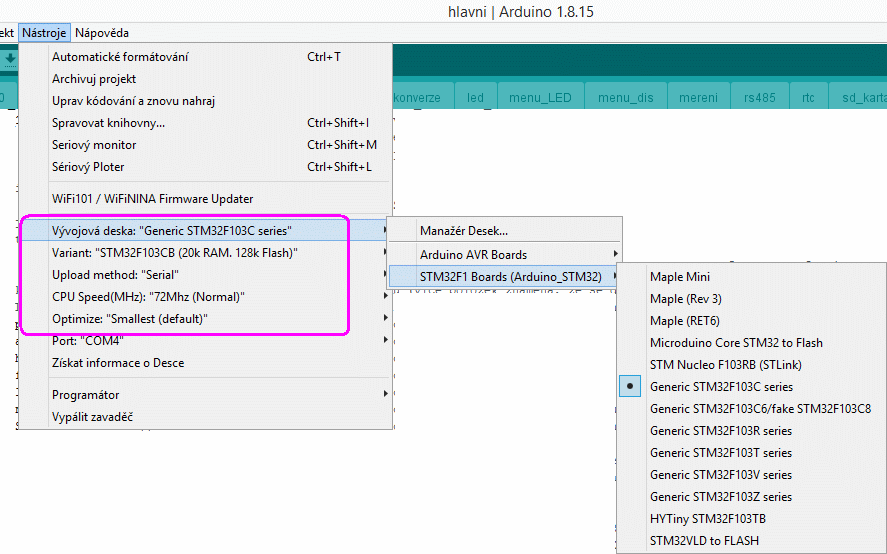 hlavni | Arduino 1.8.15
ekt Nástroje Nápověda
Automatické formátování Ctrl+T
Archivuj projekt
Uprav kódování a znovu nahraj
konverze led menu_LED menu_dis mereni rs485 rtc sd_karta
Spravovat knihovny... Ctrl+Shift+I
Seriový monitor Ctrl+Shift+M
Sériový Ploter Ctrl+Shift+L
WiFi101 / WiFiNINA Firmware Updater
Vývojová deska: "Generic STM32F103C series"
Variant: "STM32F103CB (20k RAM. 128k Flash)"
Upload method: "Serial"
CPU Speed(MHz): "72Mhz (Normal)"
Optimize: "Smallest (default)"
Port: "COM4"
Získat informace o Desce
Programátor
Vypálit zavaděč
Manažér Desek...
Arduino AVR Boards
STM32F1 Boards (Arduino_STM32)
Maple Mini
Maple (Rev 3)
Maple (RET6)
Microduino Core STM32 to Flash
STM Nucleo F103RB (STLink)
Generic STM32F103C series
Generic STM32F103C6/fake STM32F103C8
Generic STM32F103R series
Generic STM32F103T series
Generic STM32F103V series
Generic STM32F103Z series
HYTiny STM32F103TB
STM32VLD to FLASH